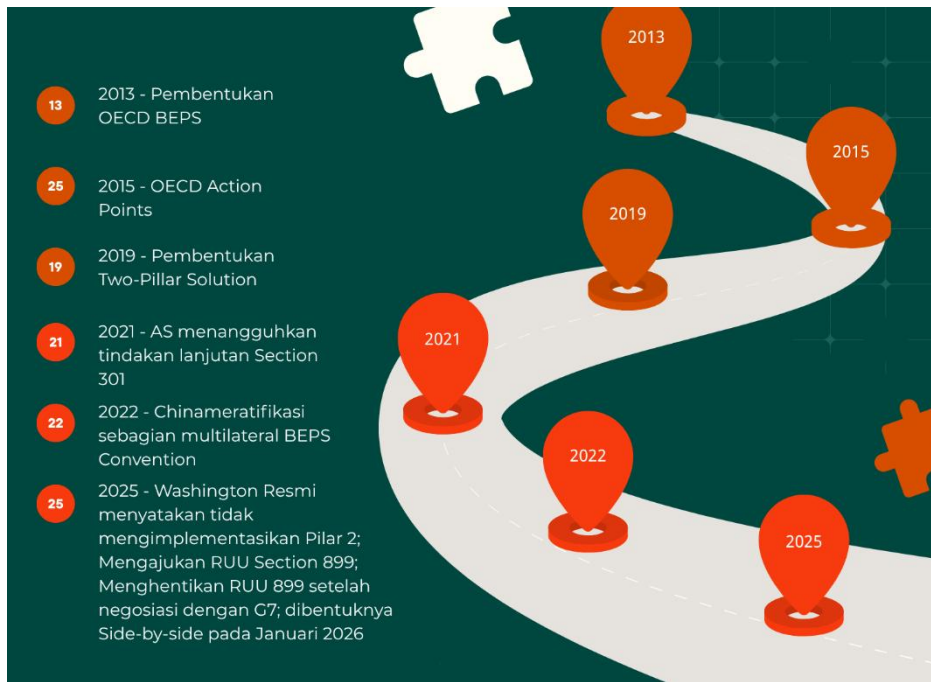 13
2013 - Pembentukan
OECD BEPS
25
2015 - OECD Action
Points
19
2019 - Pembentukan
Two-Pillar Solution
21
2021 - AS menangguhkan
tindakan lanjutan Section
301
22
2022 - Chinameratifikasi
sebagian multilateral BEPS
Convention
25
2025 - Washington Resmi
menyatakan tidak
mengimplementasikan Pilar 2;
Mengajukan RUU Section 899;
Menghentikan RUU 899 setelah
negosiasi dengan G7; dibentuknya
Side-by-side pada Januari 2026
2013
2015
2019
2021
2022
2025